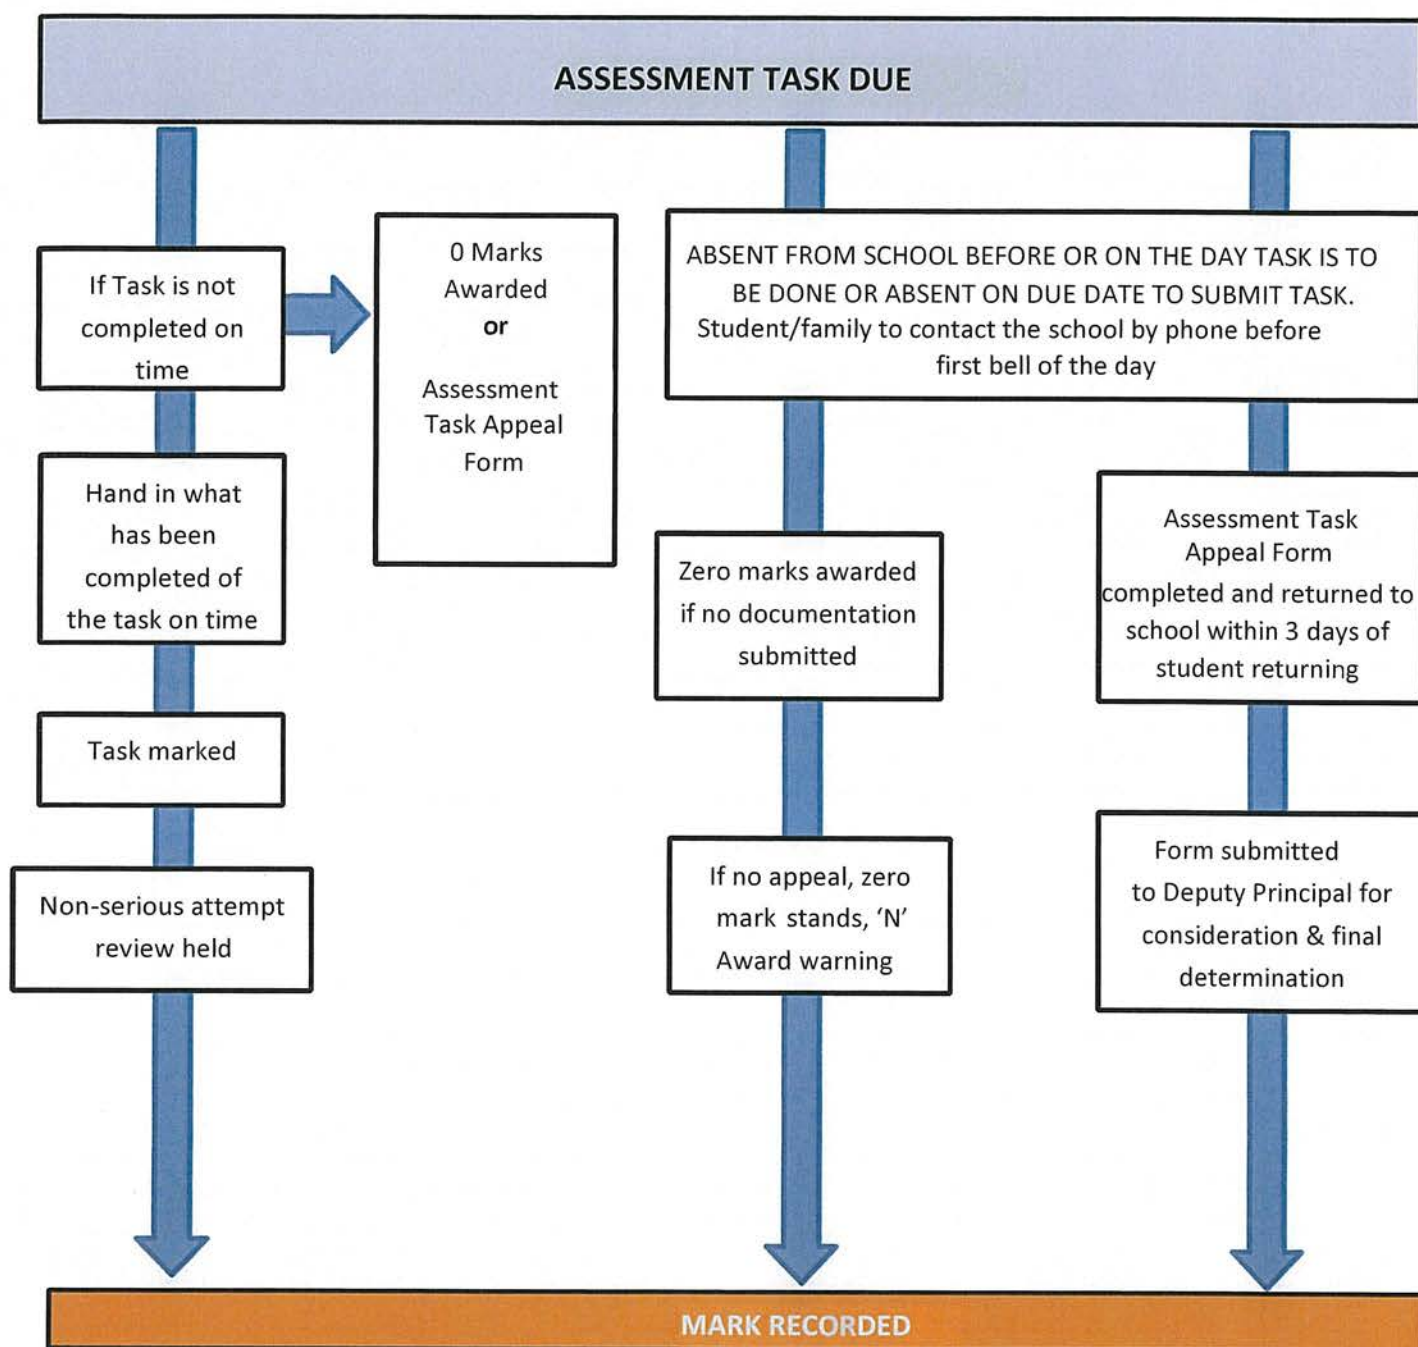 ASSESSMENT TASK DUE
If Task is not
completed on
time
0 Marks
Awarded
or
Assessment
Task Appeal
Form
ABSENT FROM SCHOOL BEFORE OR ON THE DAY TASK IS TO
BE DONE OR ABSENT ON DUE DATE TO SUBMIT TASK.
Student/family to contact the school by phone before
first bell of the day
Hand in what
has been
completed of
the task on time
Zero marks awarded
if no documentation
submitted
Assessment Task
Appeal Form
completed and returned to
school within 3 days of
student returning
Task marked
Non-serious attempt
review held
If no appeal, zero
mark stands, ‘N’
Award warning
Form submitted
to Deputy Principal for
consideration & final
determination
MARK RECORDED